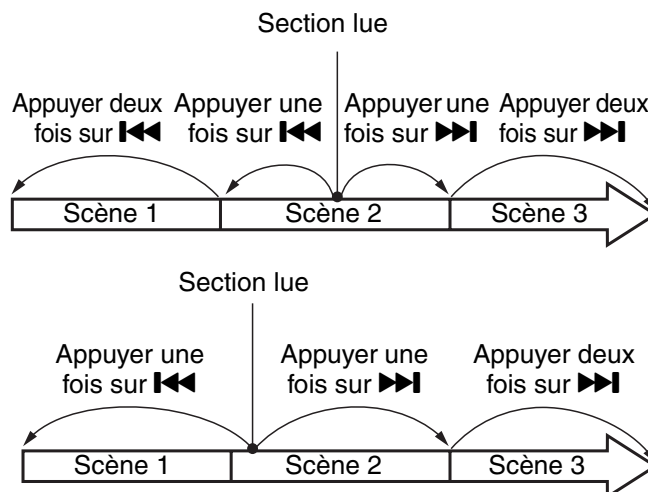 Section lue
Appuyer deux fois sur ⏮
Appuyer une fois sur ⏮
Appuyer une fois sur ⏭
Appuyer deux fois sur ⏭
Scène 1
Scène 2
Scène 3
Section lue
Appuyer une fois sur ⏮
Appuyer une fois sur ⏭
Appuyer deux fois sur ⏭
Scène 1
Scène 2
Scène 3